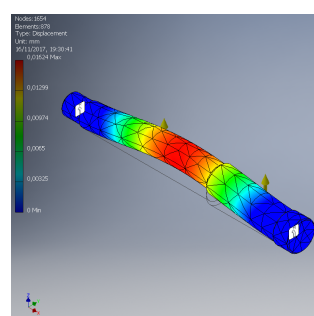 Nodes:1654
Elements:878
Type: Displacement
Unit: mm
16/11/2017, 19:30:41
0,01624 Max
0,01299
0,00974
0,0065
0,00325
0 Min